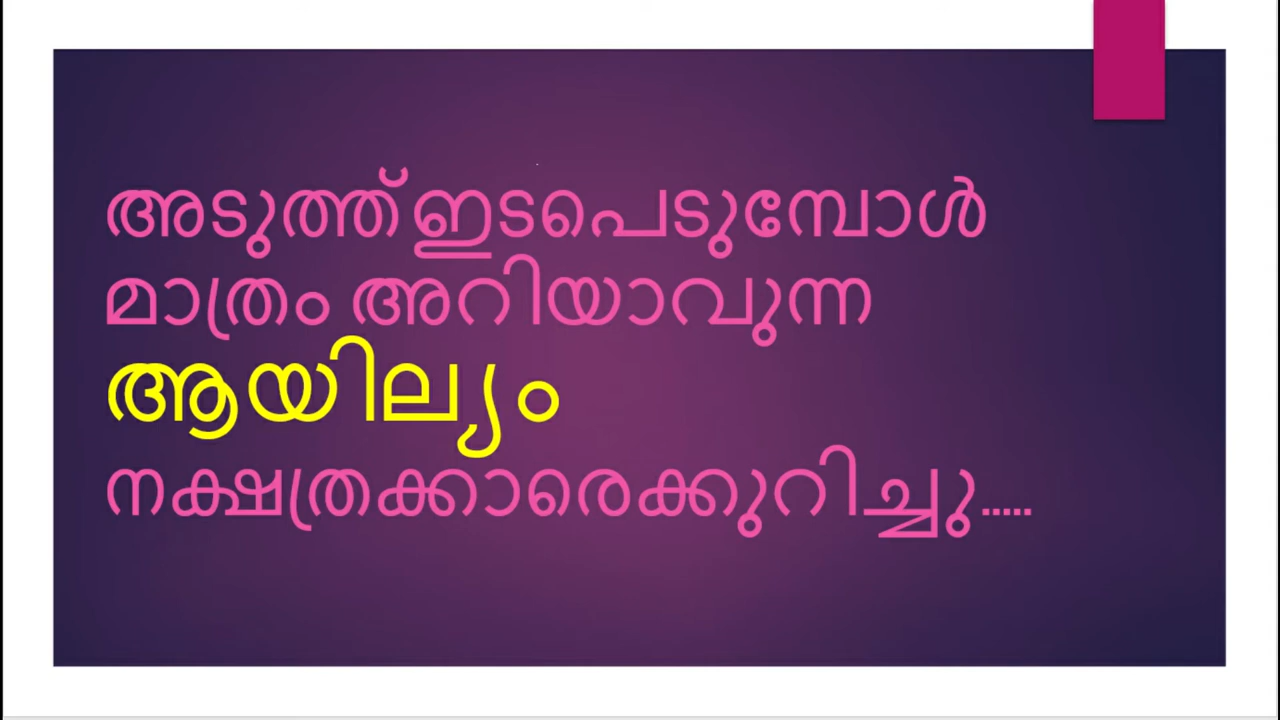 അടുത്ത് ഇടപെടുമ്പോൾ
മാത്രം അറിയാവുന്ന
ആയില്യം
നക്ഷത്രക്കാരെക്കുറിച്ചു.....